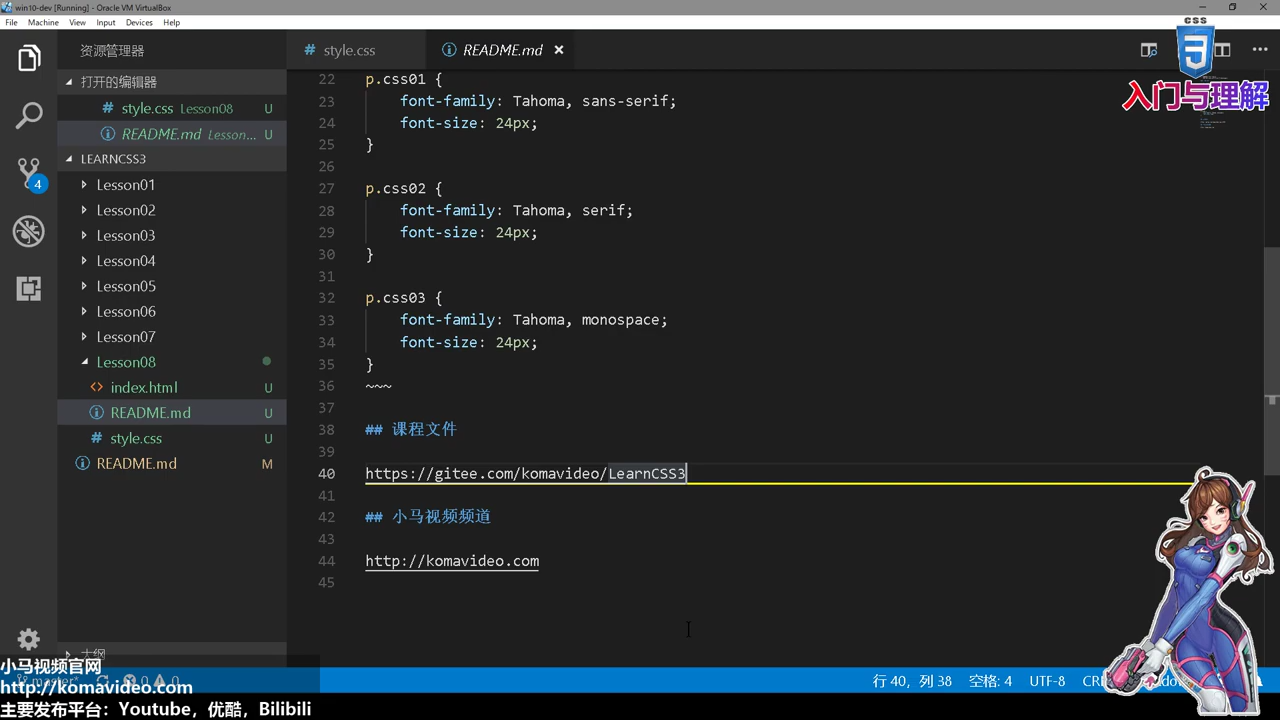 win10-dev [Running] - Oracle VM VirtualBox
File Machine View Input Devices Help
css
入门与理解
资源管理器
打开的编辑器
# style.css Lesson08 U
README.md Lesson... U
LEARNCSS3
Lesson01
Lesson02
Lesson03
Lesson04
Lesson05
Lesson06
Lesson07
Lesson08
<> index.html U
README.md U
# style.css U
README.md M
大纲
4
# style.css
README.md
22 p.css01 {
23 font-family: Tahoma, sans-serif;
24 font-size: 24px;
25 }
26
27 p.css02 {
28 font-family: Tahoma, serif;
29 font-size: 24px;
30 }
31
32 p.css03 {
33 font-family: Tahoma, monospace;
34 font-size: 24px;
35 }
36 ~~~
37
38 ## 课程文件
39
40 https://gitee.com/komavideo/LearnCSS3
41
42 ## 小马视频频道
43
44 http://komavideo.com
45
master* 0 0
行 40，列 38 空格: 4 UTF-8
小马视频官网
http://komavideo.com
主要发布平台：Youtube，优酷，Bilibili